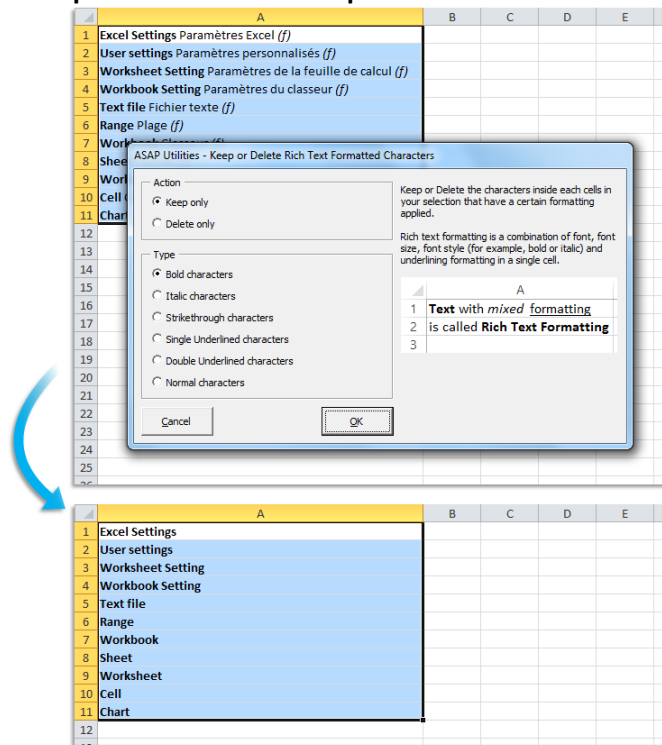 A B C D E
1 Excel Settings Paramètres Excel (f)
2 User settings Paramètres personnalisés (f)
3 Worksheet Setting Paramètres de la feuille de calcul (f)
4 Workbook Setting Paramètres du classeur (f)
5 Text file Fichier texte (f)
6 Range Plage (f)
7
8 Shee
9 Worl
10 Cell
11 Chart
12
13
14
15
16
17
18
19
20
21
22
23
24
25
ASAP Utilities - Keep or Delete Rich Text Formatted Characters
Action
Keep only
Delete only
Type
Bold characters
Italic characters
Strikethrough characters
Single Underlined characters
Double Underlined characters
Normal characters
Cancel
OK
Keep or Delete the characters inside each cells in
your selection that have a certain formatting
applied.
Rich text formatting is a combination of font, font
size, font style (for example, bold or italic) and
underlining formatting in a single cell.
A
1 Text with mixed formatting
2 is called Rich Text Formatting
3
A B C D E
1 Excel Settings
2 User settings
3 Worksheet Setting
4 Workbook Setting
5 Text file
6 Range
7 Workbook
8 Sheet
9 Worksheet
10 Cell
11 Chart
12